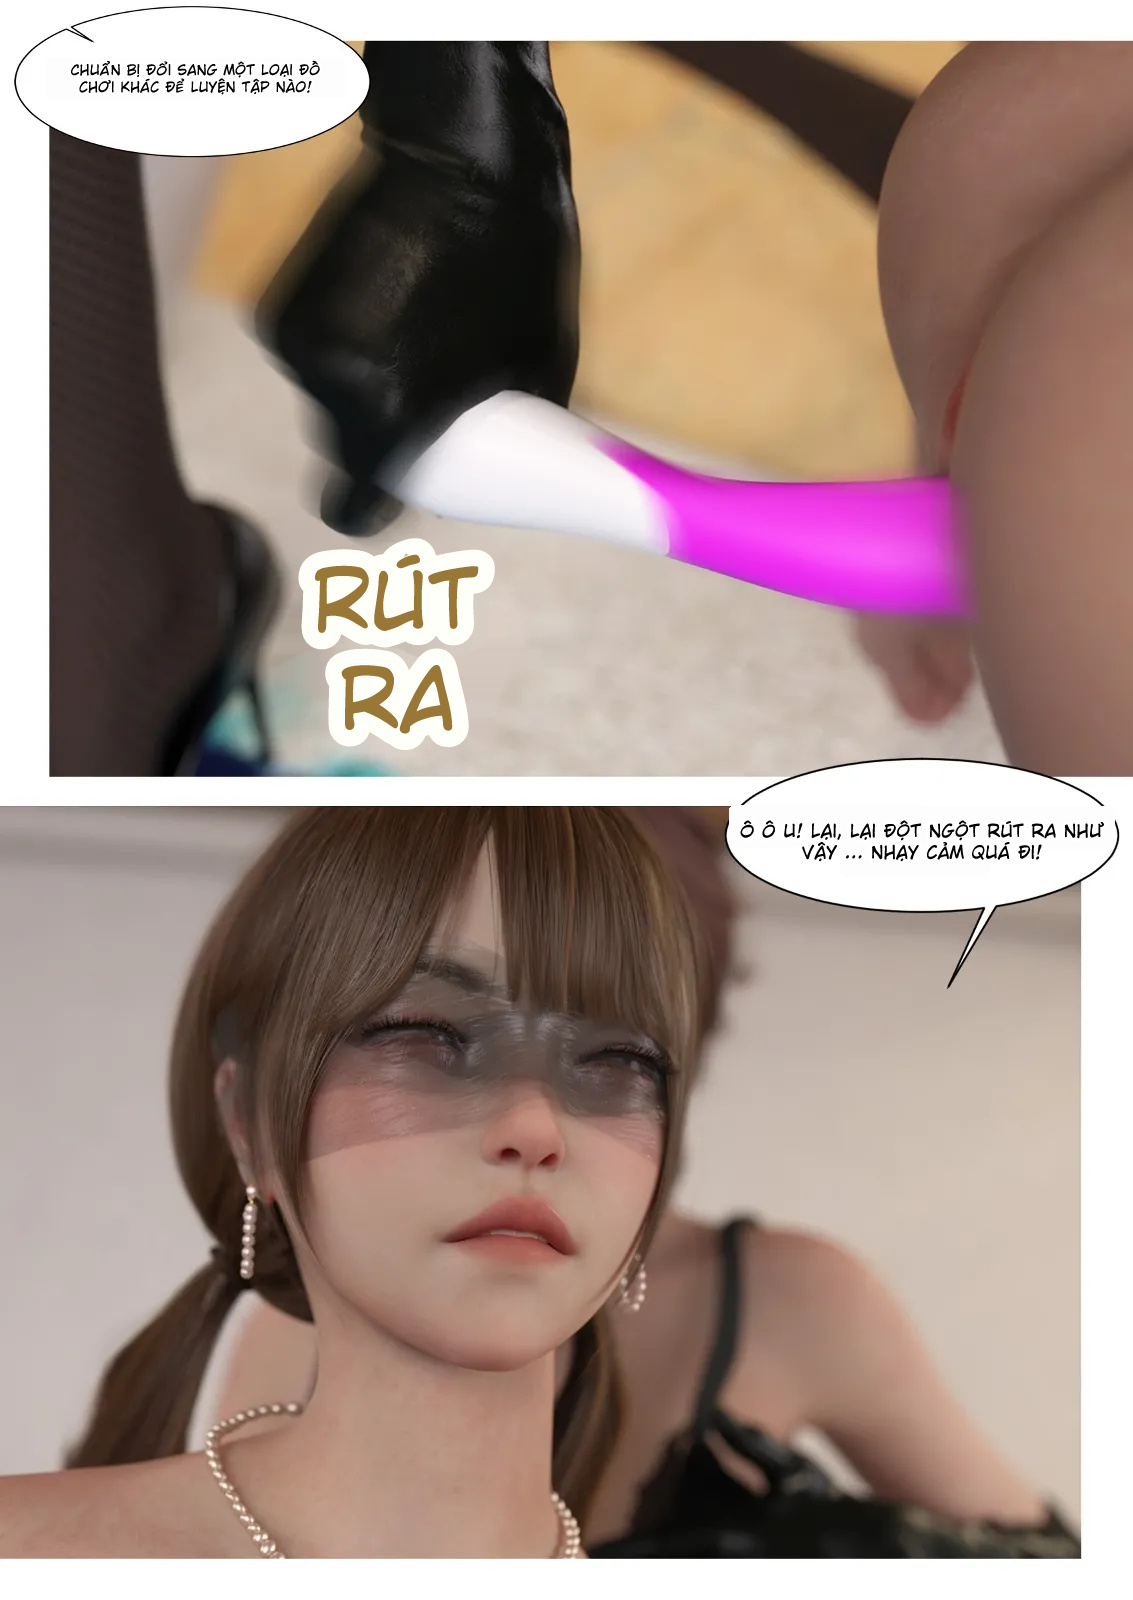 CHUẨN BỊ ĐỔI SANG MỘT LOẠI ĐỒ
CHƠI KHÁC ĐỂ LUYỆN TẬP NÀO!
RÚT
RA
Ô Ô U! LẠI, LẠI ĐỘT NGỘT RÚT RA NHƯ
VẬY ... NHẠY CẢM QUÁ ĐI!